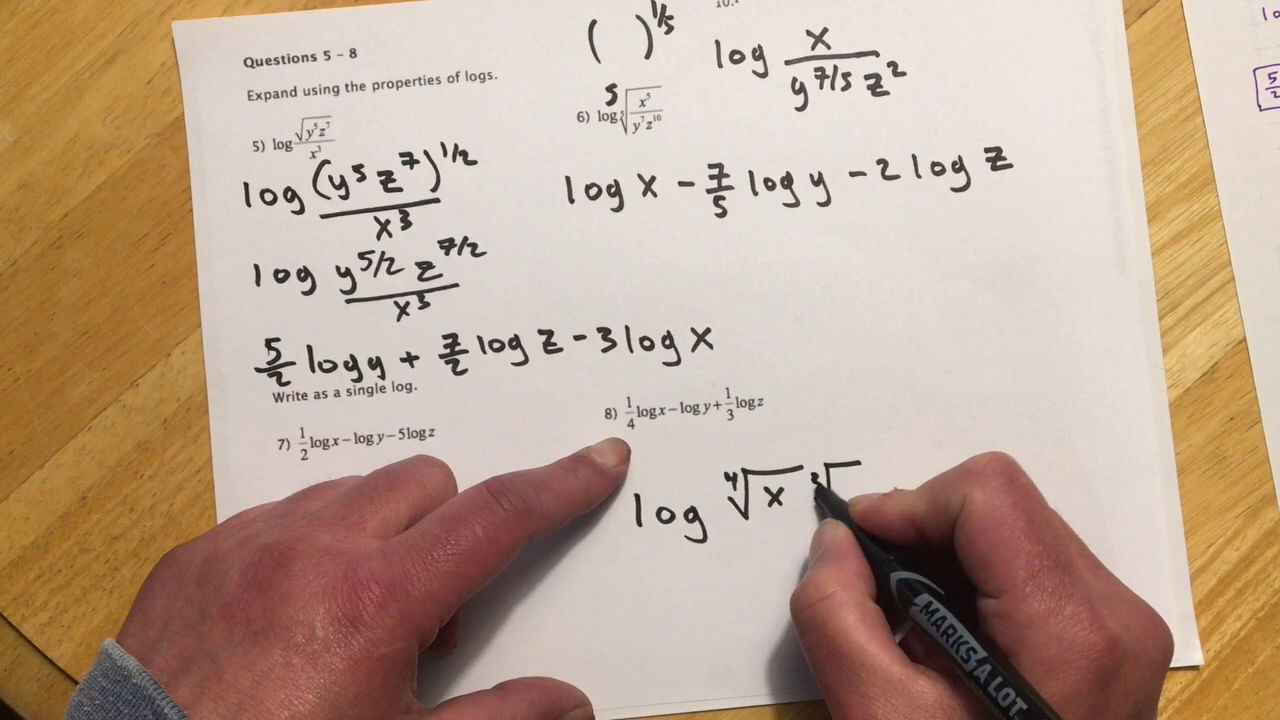 Questions 5 - 8
Expand using the properties of logs.
5) log √(y⁵z⁷) / x³
log (y⁵ z⁷)^1/2 / x³
log y^5/2 z^7/2 / x³
5/2 log y + 7/2 log z - 3 log x
( )^1/5
5
6) log ⁵√(x⁵ / y⁷z¹⁰)
log x / y^7/5 z²
log x - 7/5 log y - 2 log z
Write as a single log.
7) 1/2 log x - log y - 5 log z
8) 1/4 log x - log y + 1/3 log z
log ⁴√x ³√
MARKS·A·LOT